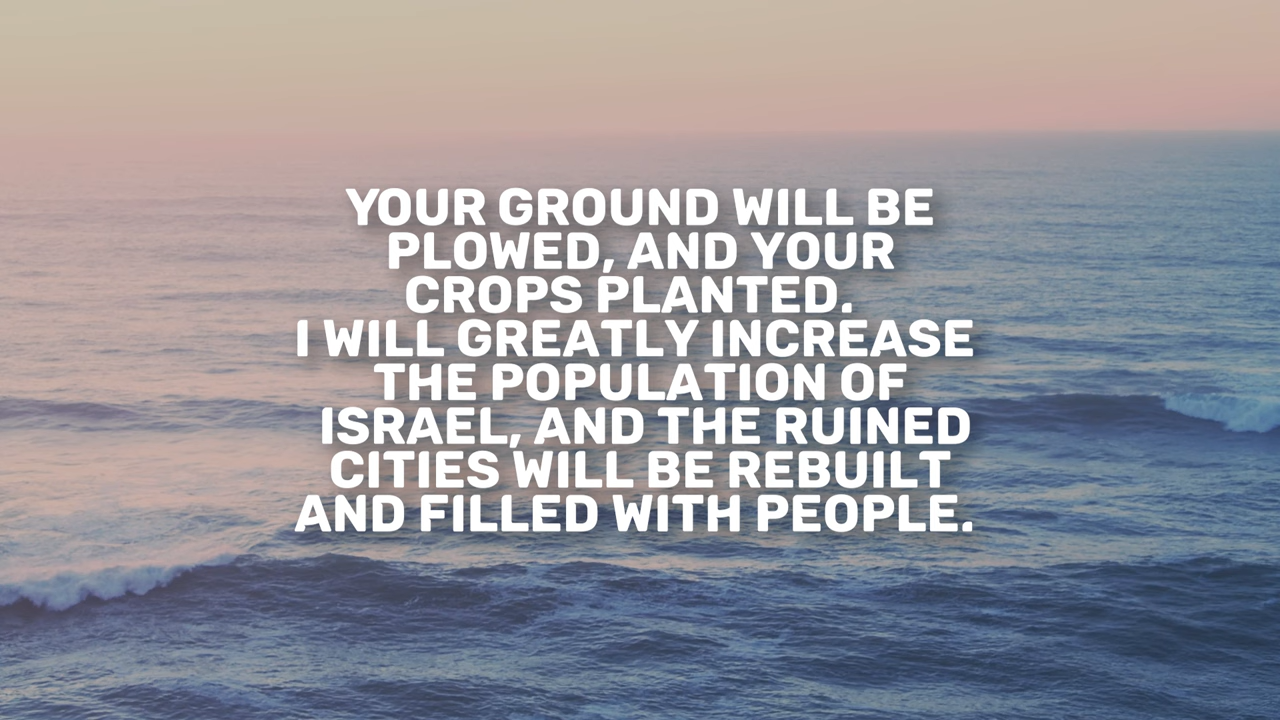 YOUR GROUND WILL BE
PLOWED, AND YOUR
CROPS PLANTED.
I WILL GREATLY INCREASE
THE POPULATION OF
ISRAEL, AND THE RUINED
CITIES WILL BE REBUILT
AND FILLED WITH PEOPLE.